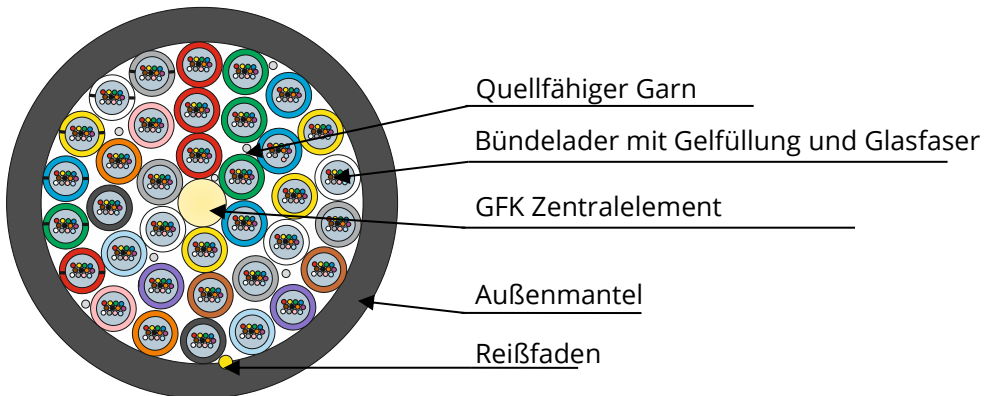 Quellfähiger Garn
Bündelader mit Gelfüllung und Glasfaser
GFK Zentralelement
Außenmantel
Reißfaden